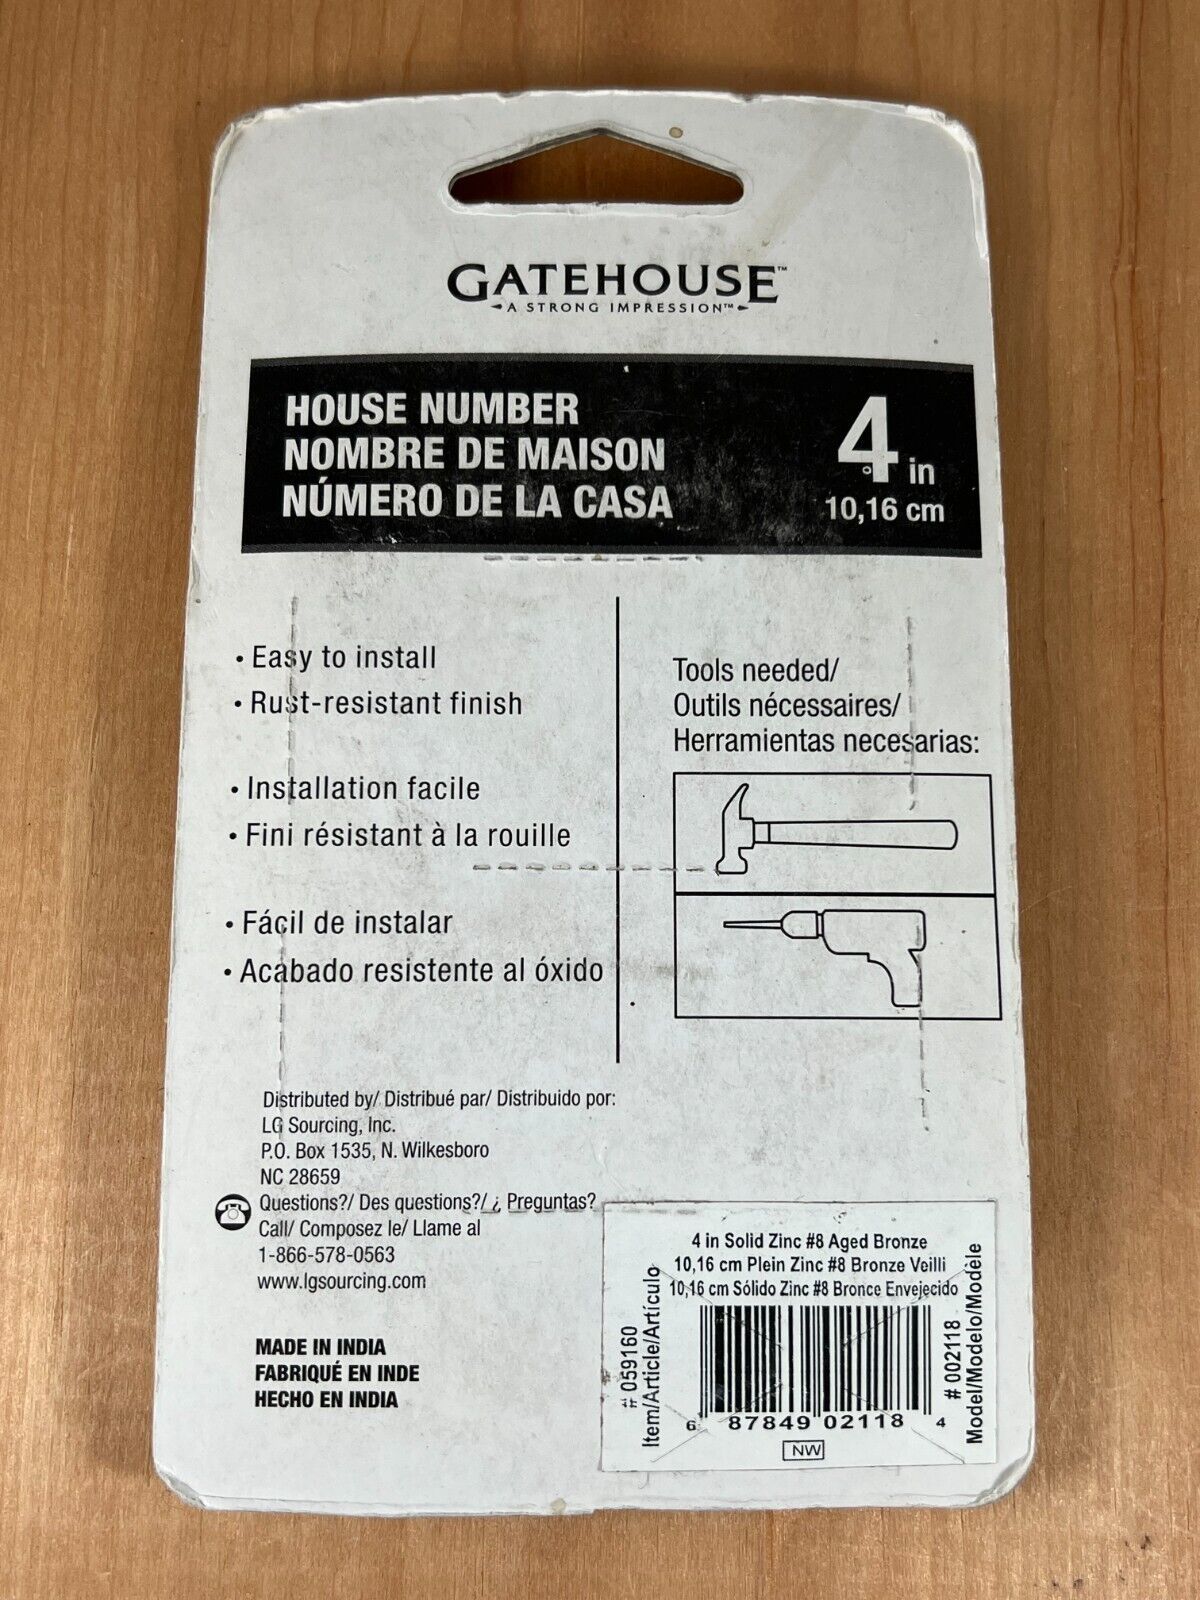 GATEHOUSE™
A STRONG IMPRESSION™
HOUSE NUMBER
NOMBRE DE MAISON
NÚMERO DE LA CASA
4 in
10,16 cm
• Easy to install
• Rust-resistant finish
• Installation facile
• Fini résistant à la rouille
• Fácil de instalar
• Acabado resistente al óxido
Tools needed/
Outils nécessaires/
Herramientas necesarias:
Distributed by/ Distribué par/ Distribuido por:
LG Sourcing, Inc.
P.O. Box 1535, N. Wilkesboro
NC 28659
Questions?/ Des questions?/ ¿ Preguntas?
Call/ Composez le/ Llame al
1-866-578-0563
www.lgsourcing.com
MADE IN INDIA
FABRIQUÉ EN INDE
HECHO EN INDIA
4 in Solid Zinc #8 Aged Bronze
10,16 cm Plein Zinc #8 Bronze Veilli
10,16 cm Sólido Zinc #8 Bronce Envejecido
# 059160
Item/Article/Artículo
6 87849 02118 4
NW
# 002118
Model/Modelo/Modéle